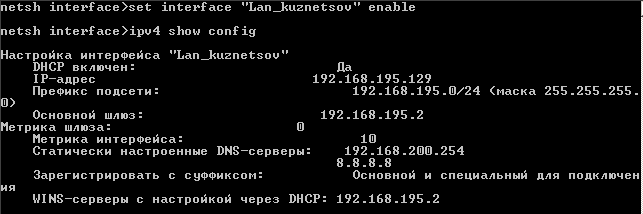 netsh interface>set interface "Lan_kuznetsov" enable
netsh interface>ipv4 show config
Настройка интерфейса "Lan_kuznetsov"
DHCP включен: Да
IP-адрес 192.168.195.129
Префикс подсети: 192.168.195.0/24 (маска 255.255.255.
0)
Основной шлюз: 192.168.195.2
Метрика шлюза: 0
Метрика интерфейса: 10
Статически настроенные DNS-серверы: 192.168.200.254
8.8.8.8
Зарегистрировать с суффиксом: Основной и специальный для подключен
ия
WINS-серверы с настройкой через DHCP: 192.168.195.2